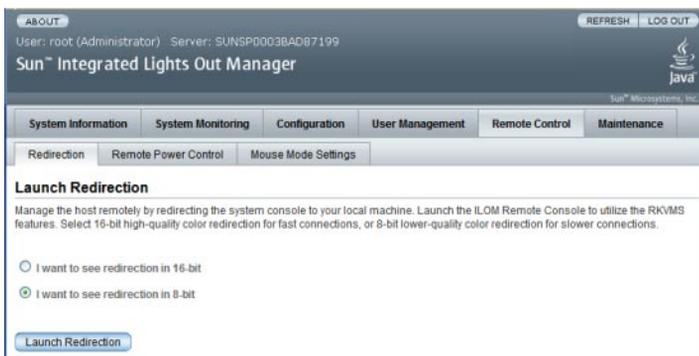 ABOUT
REFRESH LOG OUT
User: root (Administrator) Server: SUNSP0003BAD87199
Sun™ Integrated Lights Out Manager
Java
Sun™ Microsystems, Inc.
System Information System Monitoring Configuration User Management Remote Control Maintenance
Redirection Remote Power Control Mouse Mode Settings
Launch Redirection
Manage the host remotely by redirecting the system console to your local machine. Launch the ILOM Remote Console to utilize the RKVMS
features. Select 16-bit high-quality color redirection for fast connections, or 8-bit lower-quality color redirection for slower connections.
I want to see redirection in 16-bit
I want to see redirection in 8-bit
Launch Redirection